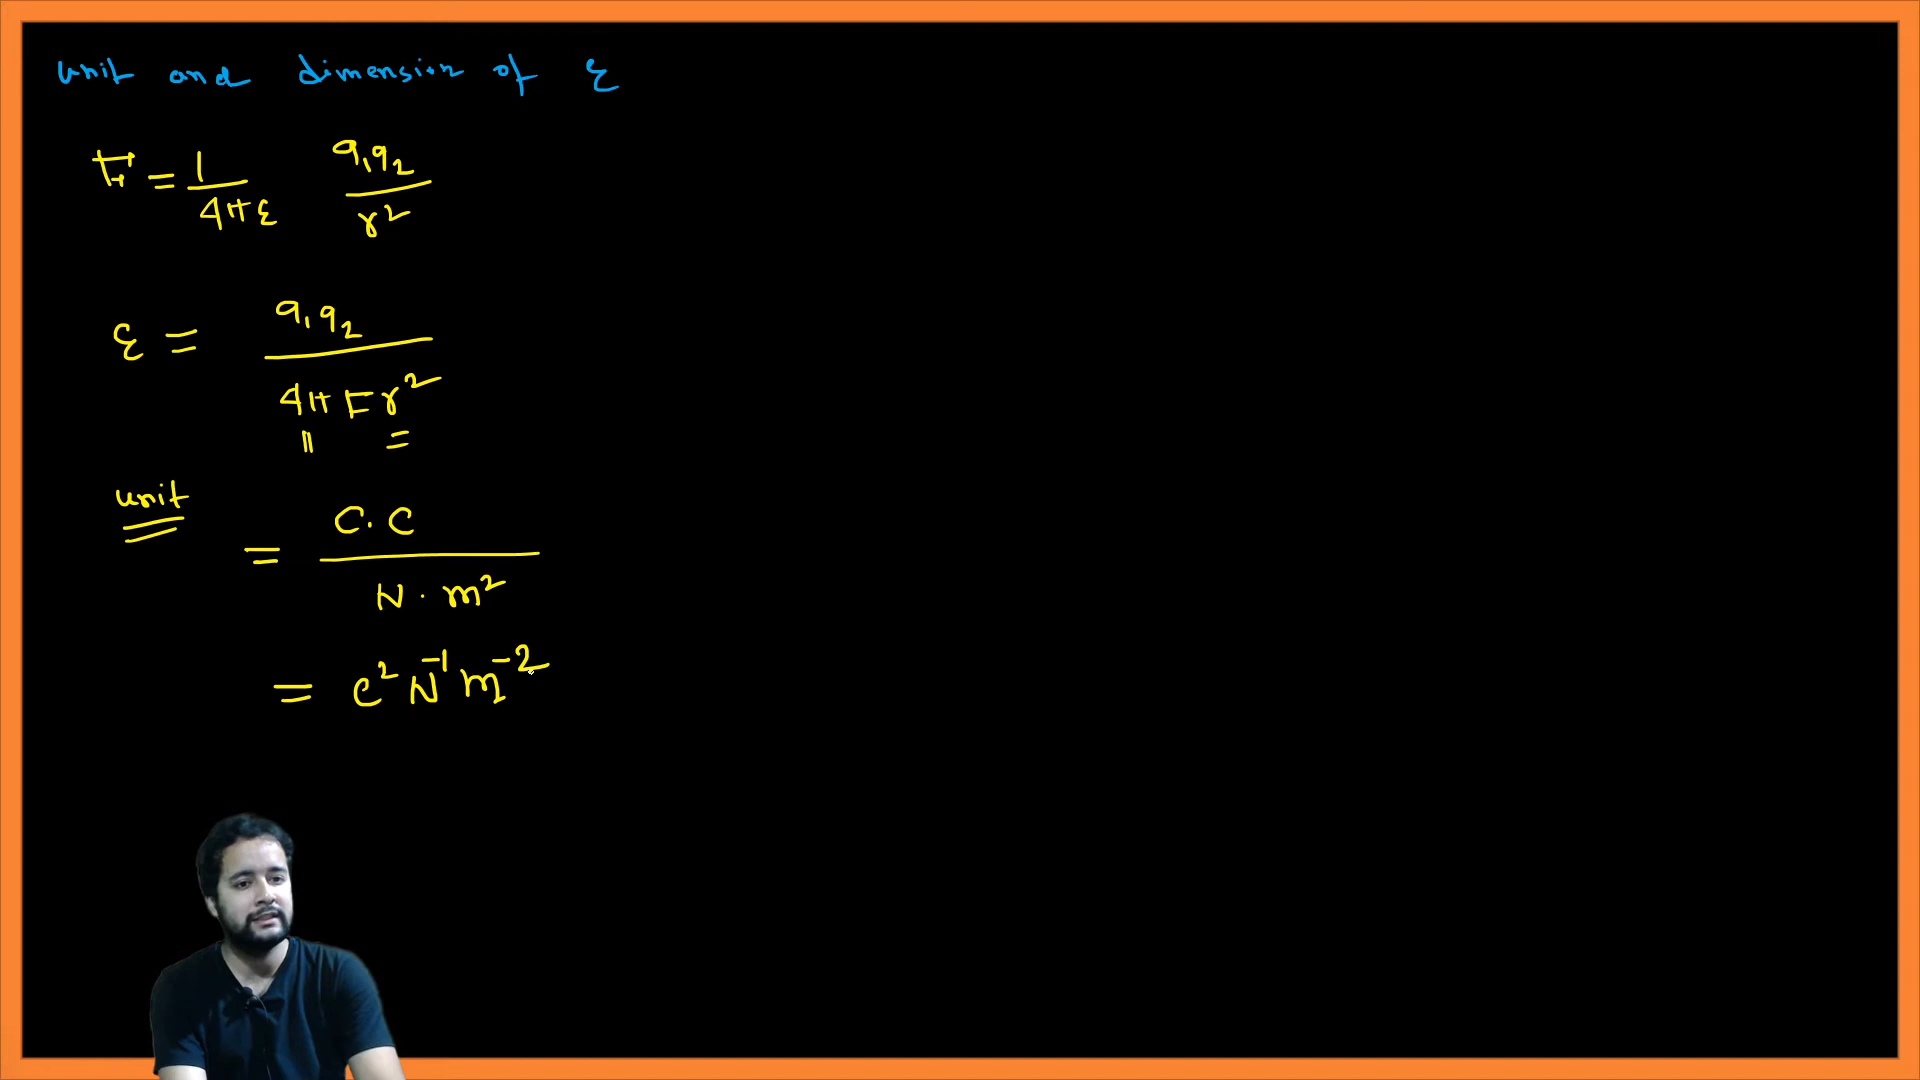 unit and dimension of ε
F = 1/4πε q₁q₂/r²
ε = q₁q₂/4πFr²
unit
= C·C/N·m²
= C²N⁻¹m⁻²